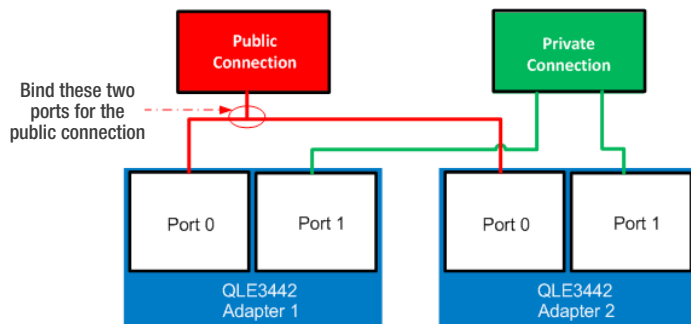 Public
Connection
Private
Connection
Bind these two
ports for the
public connection
Port 0
Port 1
Port 0
Port 1
QLE3442
Adapter 1
QLE3442
Adapter 2